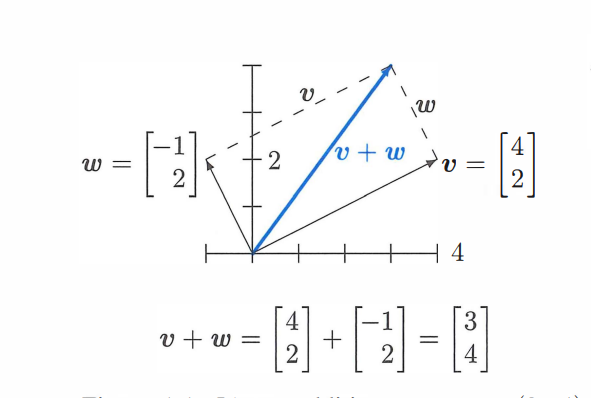 v
w
w = [−1 2]
2
v + w
v = [4 2]
4
v + w = [4 2] + [−1 2] = [3 4]